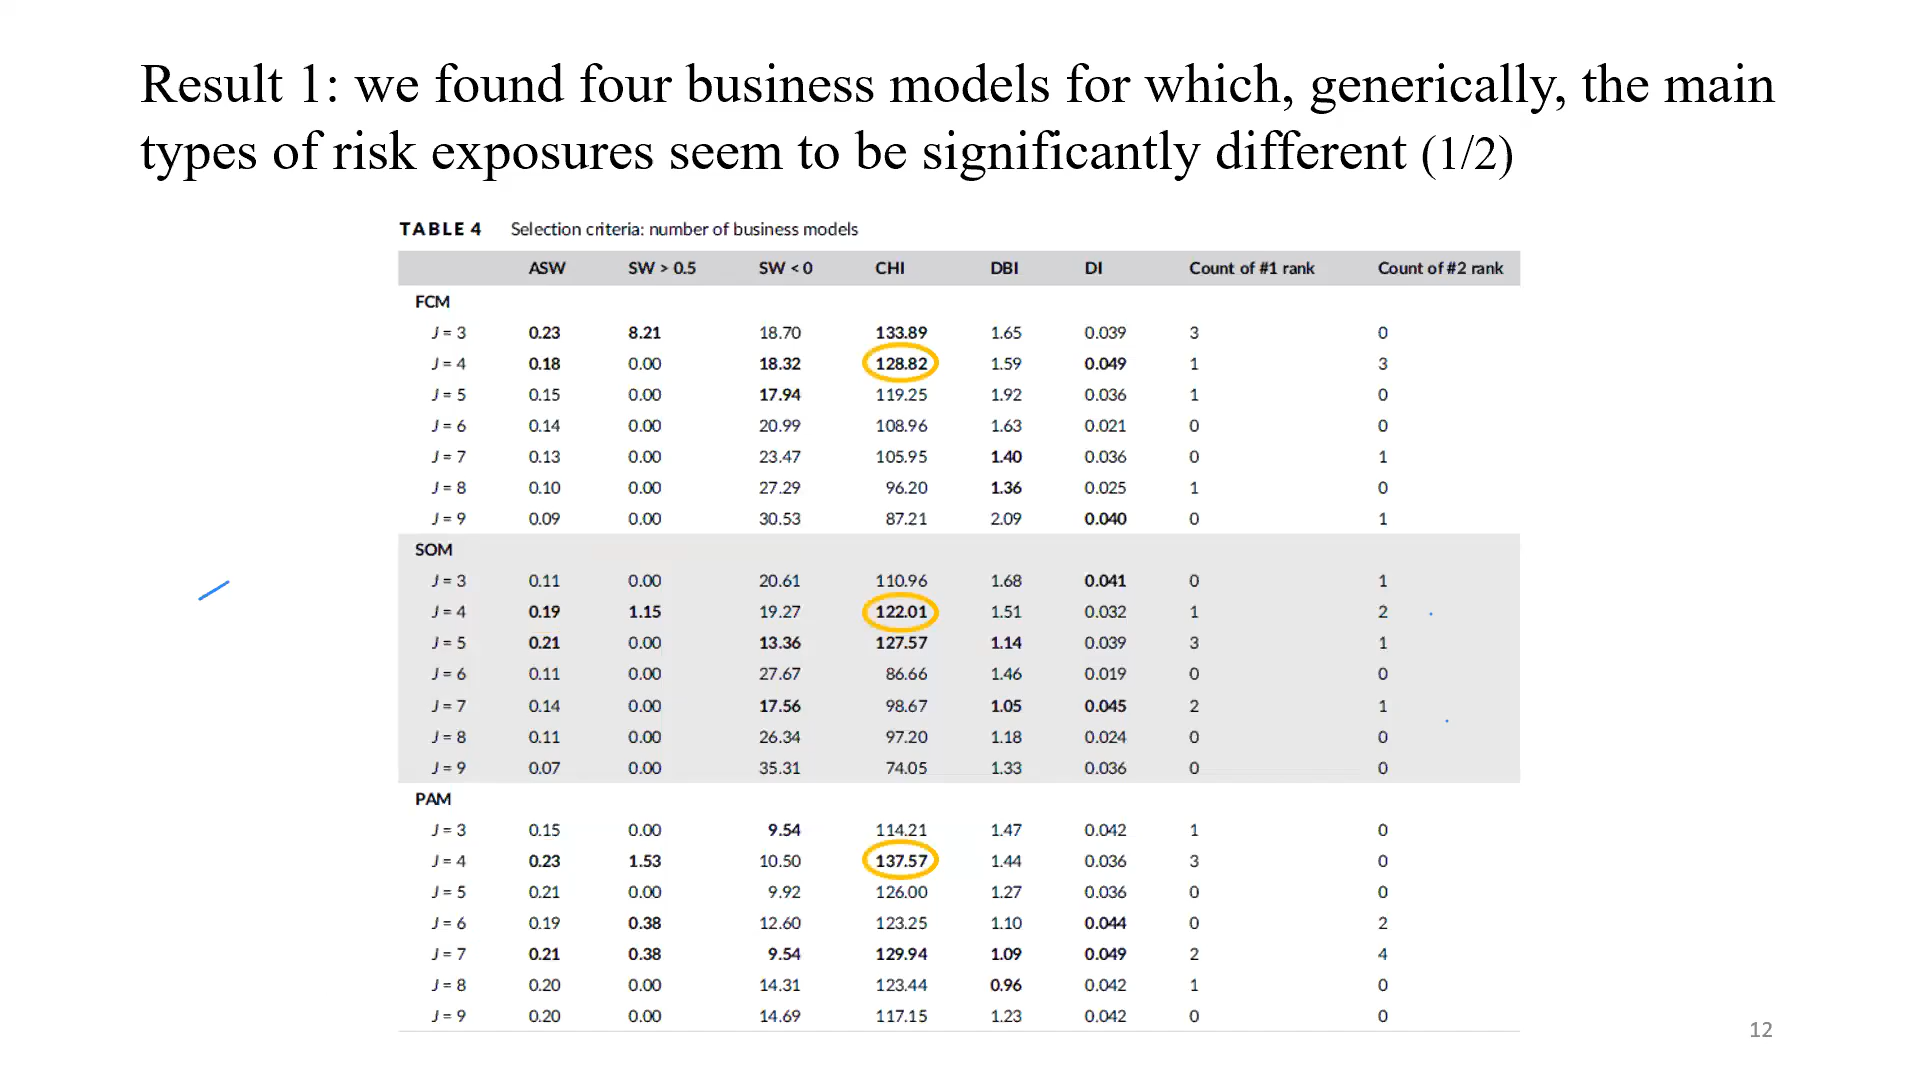 Result 1: we found four business models for which, generically, the main
types of risk exposures seem to be significantly different (1/2)
TABLE 4 Selection criteria: number of business models
ASW SW > 0.5 SW < 0 CHI DBI DI Count of #1 rank Count of #2 rank
FCM
J = 3 0.23 8.21 18.70 133.89 1.65 0.039 3 0
J = 4 0.18 0.00 18.32 128.82 1.59 0.049 1 3
J = 5 0.15 0.00 17.94 119.25 1.92 0.036 1 0
J = 6 0.14 0.00 20.99 108.96 1.63 0.021 0 0
J = 7 0.13 0.00 23.47 105.95 1.40 0.036 0 1
J = 8 0.10 0.00 27.29 96.20 1.36 0.025 1 0
J = 9 0.09 0.00 30.53 87.21 2.09 0.040 0 1
SOM
J = 3 0.11 0.00 20.61 110.96 1.68 0.041 0 1
J = 4 0.19 1.15 19.27 122.01 1.51 0.032 1 2
J = 5 0.21 0.00 13.36 127.57 1.14 0.039 3 1
J = 6 0.11 0.00 27.67 86.66 1.46 0.019 0 0
J = 7 0.14 0.00 17.56 98.67 1.05 0.045 2 1
J = 8 0.11 0.00 26.34 97.20 1.18 0.024 0 0
J = 9 0.07 0.00 35.31 74.05 1.33 0.036 0 0
PAM
J = 3 0.15 0.00 9.54 114.21 1.47 0.042 1 0
J = 4 0.23 1.53 10.50 137.57 1.44 0.036 3 0
J = 5 0.21 0.00 9.92 126.00 1.27 0.036 0 0
J = 6 0.19 0.38 12.60 123.25 1.10 0.044 0 2
J = 7 0.21 0.38 9.54 129.94 1.09 0.049 2 4
J = 8 0.20 0.00 14.31 123.44 0.96 0.042 1 0
J = 9 0.20 0.00 14.69 117.15 1.23 0.042 0 0
12